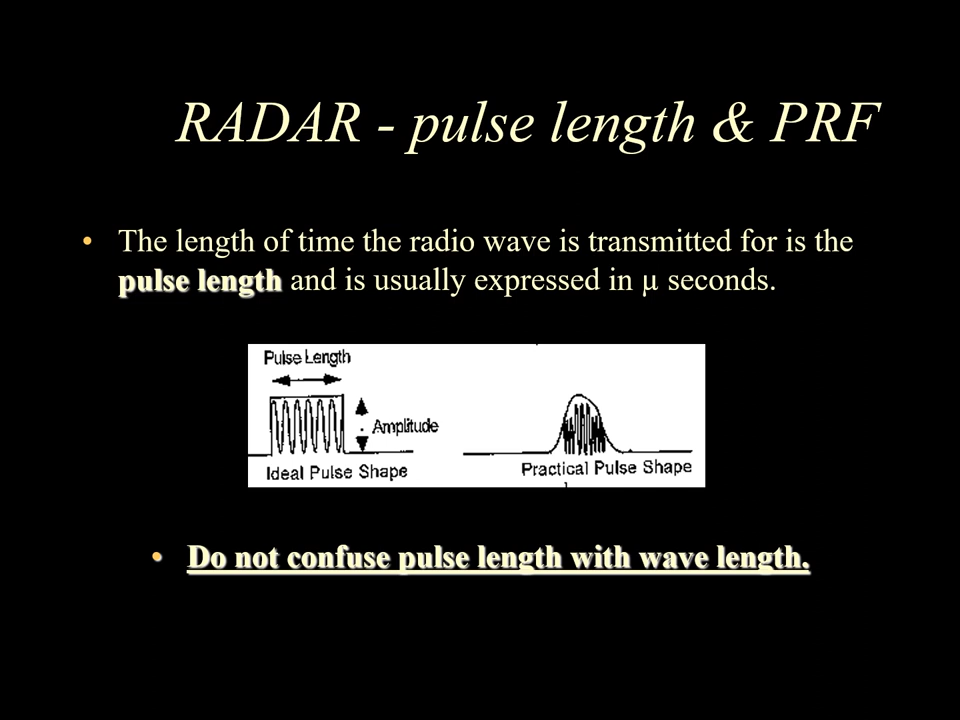 RADAR - pulse length & PRF
• The length of time the radio wave is transmitted for is the
pulse length and is usually expressed in µ seconds.
Pulse Length
Amplitude
Ideal Pulse Shape
Practical Pulse Shape
• Do not confuse pulse length with wave length.